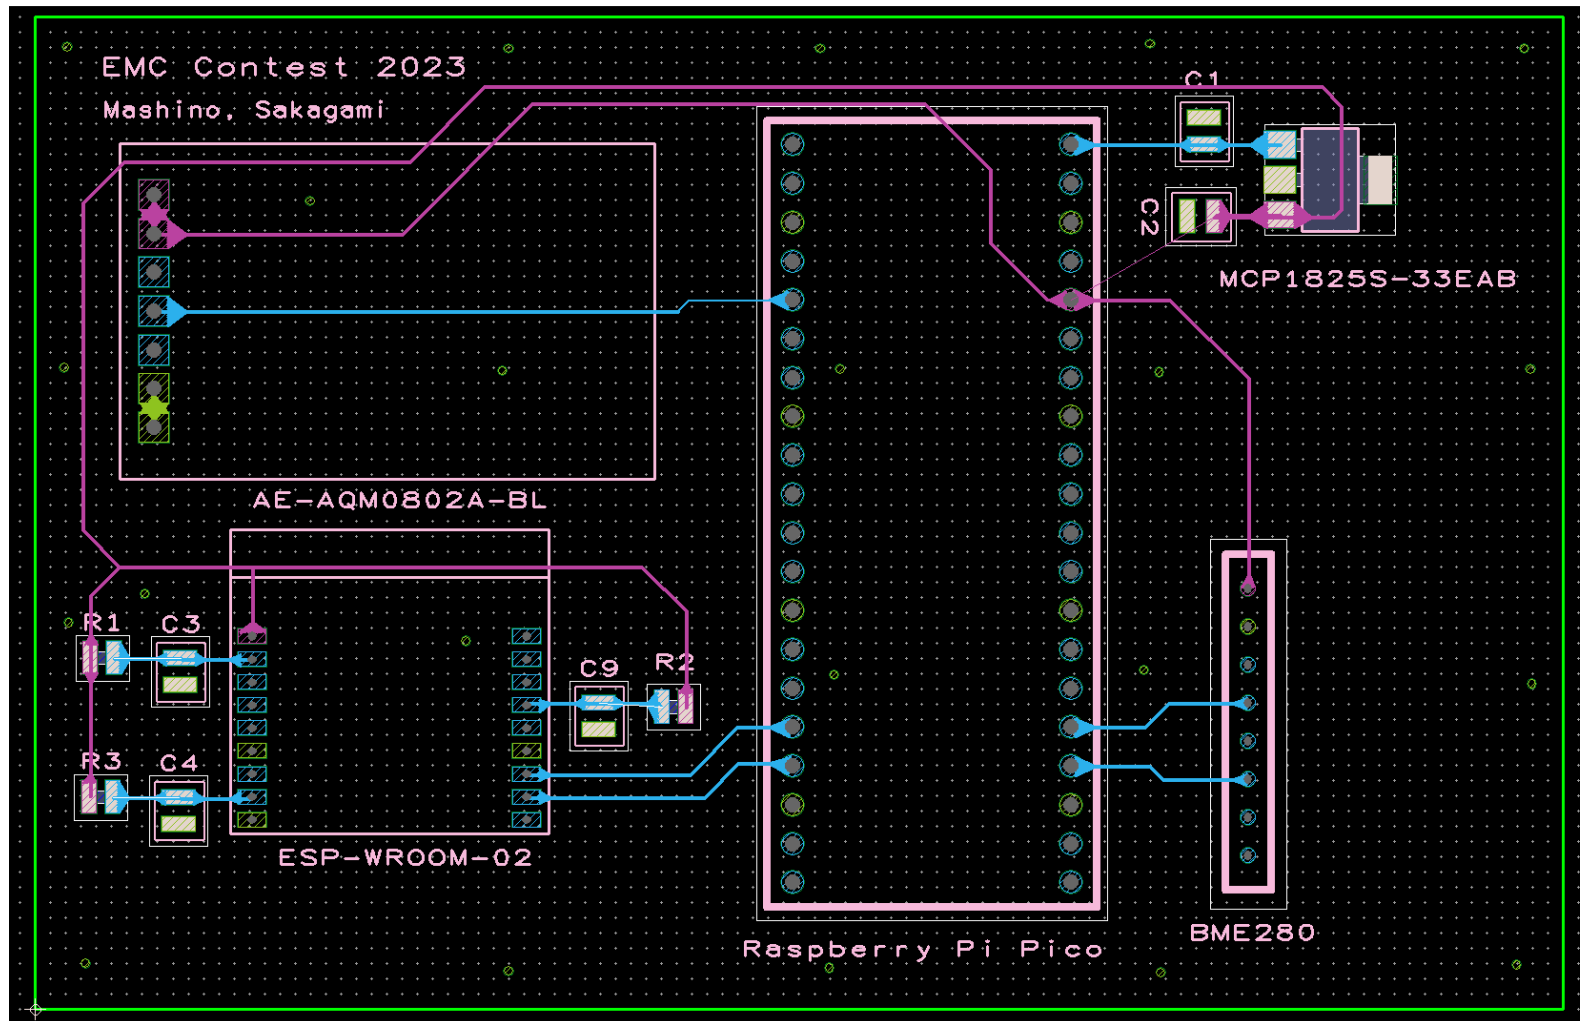 EMC Contest 2023
C1
Mashino, Sakagami
C2
MCP1825S-33EAB
AE-AQM0802A-BL
R1
C3
C9
R2
R3
C4
ESP-WROOM-02
BME280
Raspberry Pi Pico